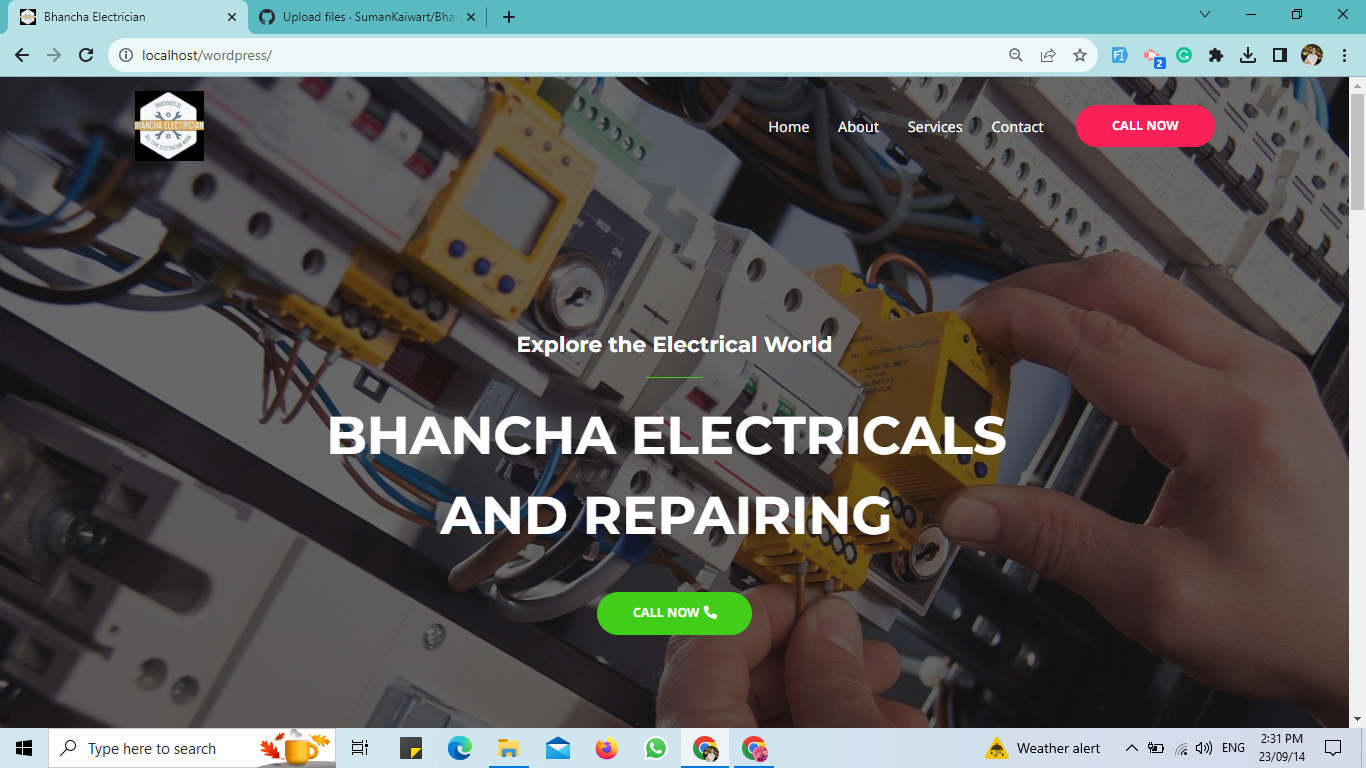 Bhancha Electrician
Upload files · SumanKaiwart/Bha
localhost/wordpress/
2
BHANCHA ELECTRICIAN
Home
About
Services
Contact
CALL NOW
Explore the Electrical World
BHANCHA ELECTRICALS
AND REPAIRING
CALL NOW
Type here to search
Weather alert
ENG
2:31 PM
23/09/14